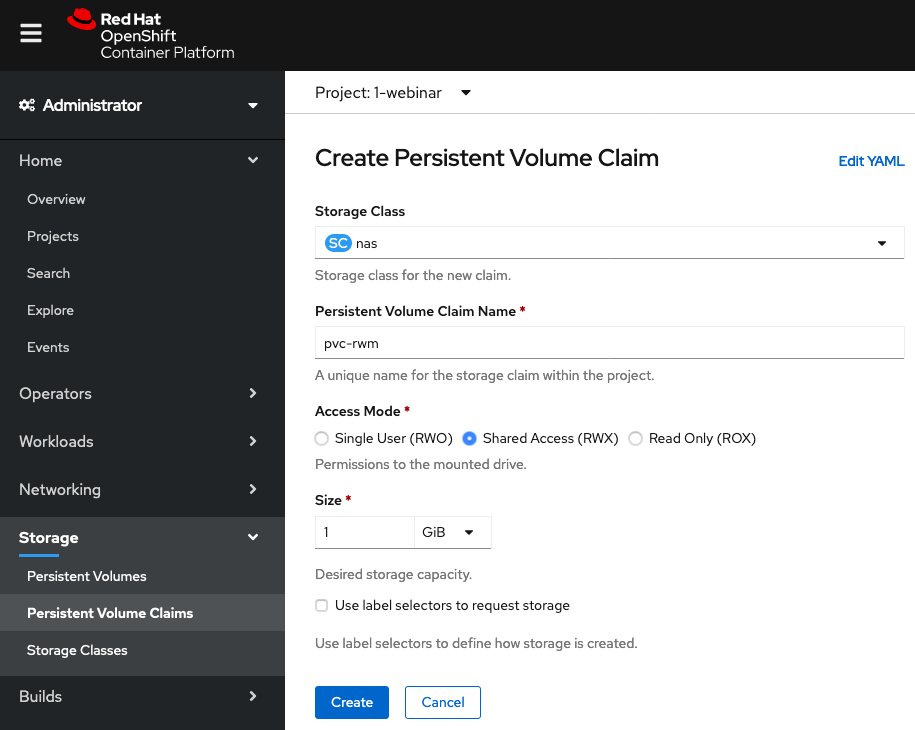 Red Hat
OpenShift
Container Platform
Administrator
Home
Overview
Projects
Search
Explore
Events
Operators
Workloads
Networking
Storage
Persistent Volumes
Persistent Volume Claims
Storage Classes
Builds
Project: 1-webinar
Create Persistent Volume Claim
Edit YAML
Storage Class
SC nas
Storage class for the new claim.
Persistent Volume Claim Name *
pvc-rwm
A unique name for the storage claim within the project.
Access Mode *
Single User (RWO) Shared Access (RWX) Read Only (ROX)
Permissions to the mounted drive.
Size *
1 GiB
Desired storage capacity.
Use label selectors to request storage
Use label selectors to define how storage is created.
Create Cancel